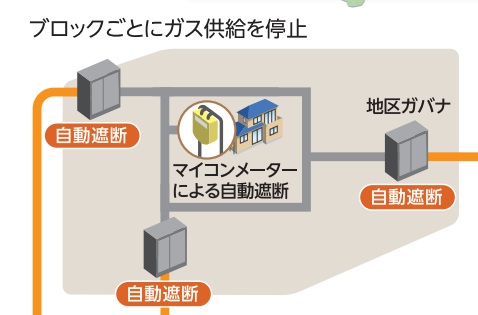 ブロックごとにガス供給を停止
地区ガバナ
自動遮断
マイコンメーター
による自動遮断
自動遮断
自動遮断